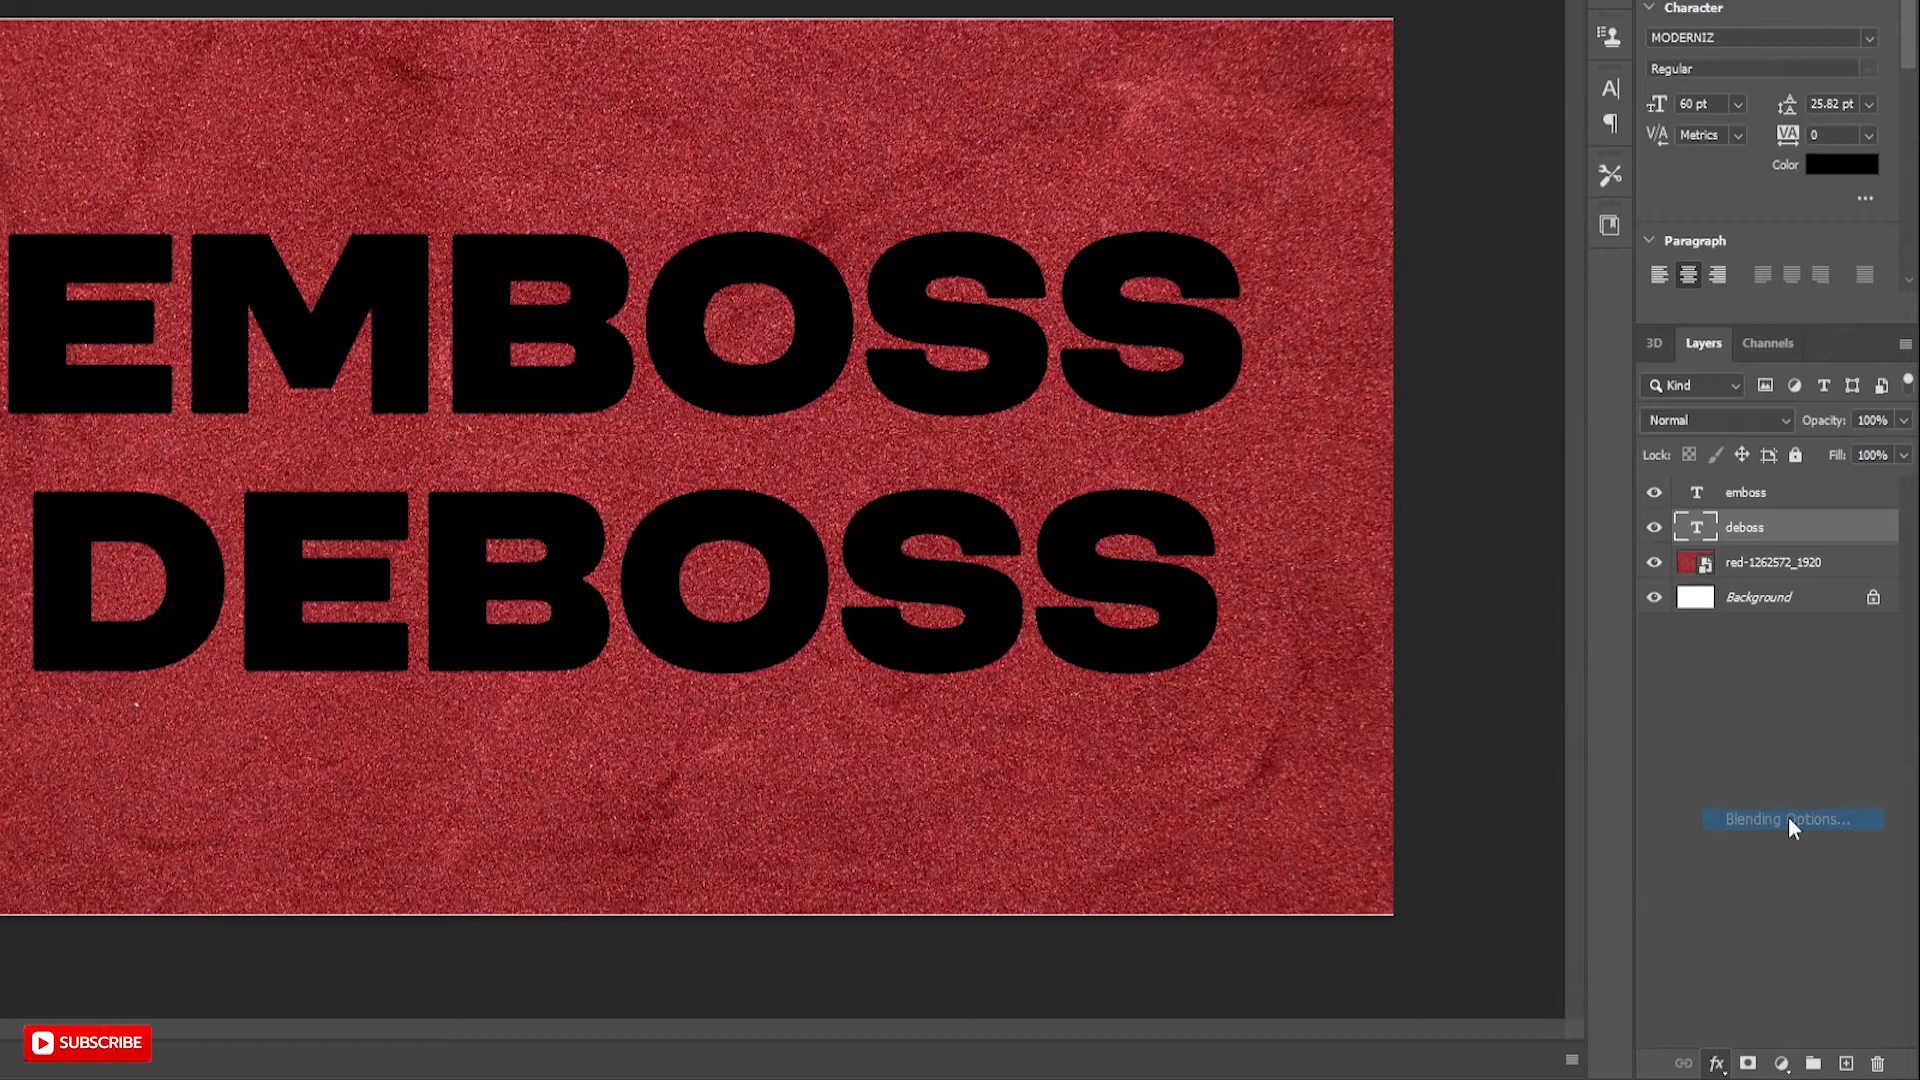 Character
MODERNIZ
Regular
60 pt
25.82 pt
Metrics
0
Color
Paragraph
EMBOSS
DEBOSS
3D Layers Channels
Kind
Normal Opacity: 100%
Lock: Fill: 100%
emboss
deboss
red-1262572_1920
Background
Blending Options...
SUBSCRIBE
fx